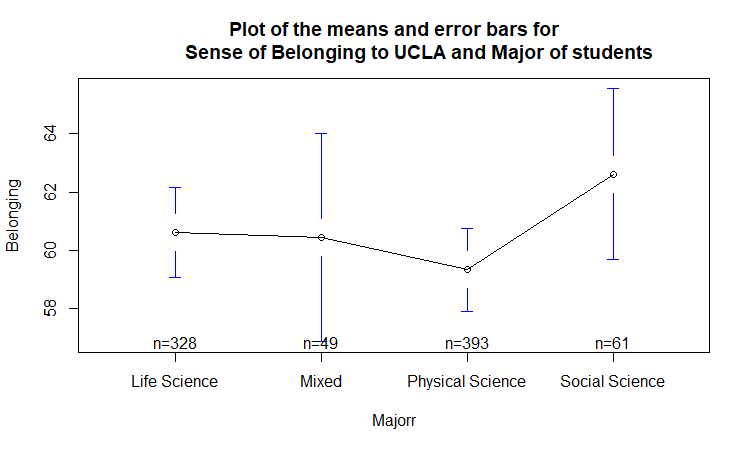 Plot of the means and error bars for
Sense of Belonging to UCLA and Major of students
64
62
60
58
Belonging
n=328 n=49 n=393 n=61
Life Science Mixed Physical Science Social Science
Majorr